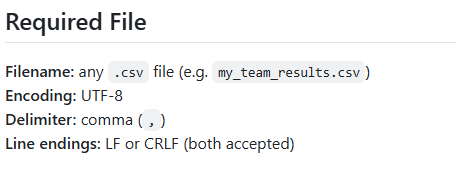 Required File
Filename: any .csv file (e.g. my_team_results.csv)
Encoding: UTF-8
Delimiter: comma ( , )
Line endings: LF or CRLF (both accepted)